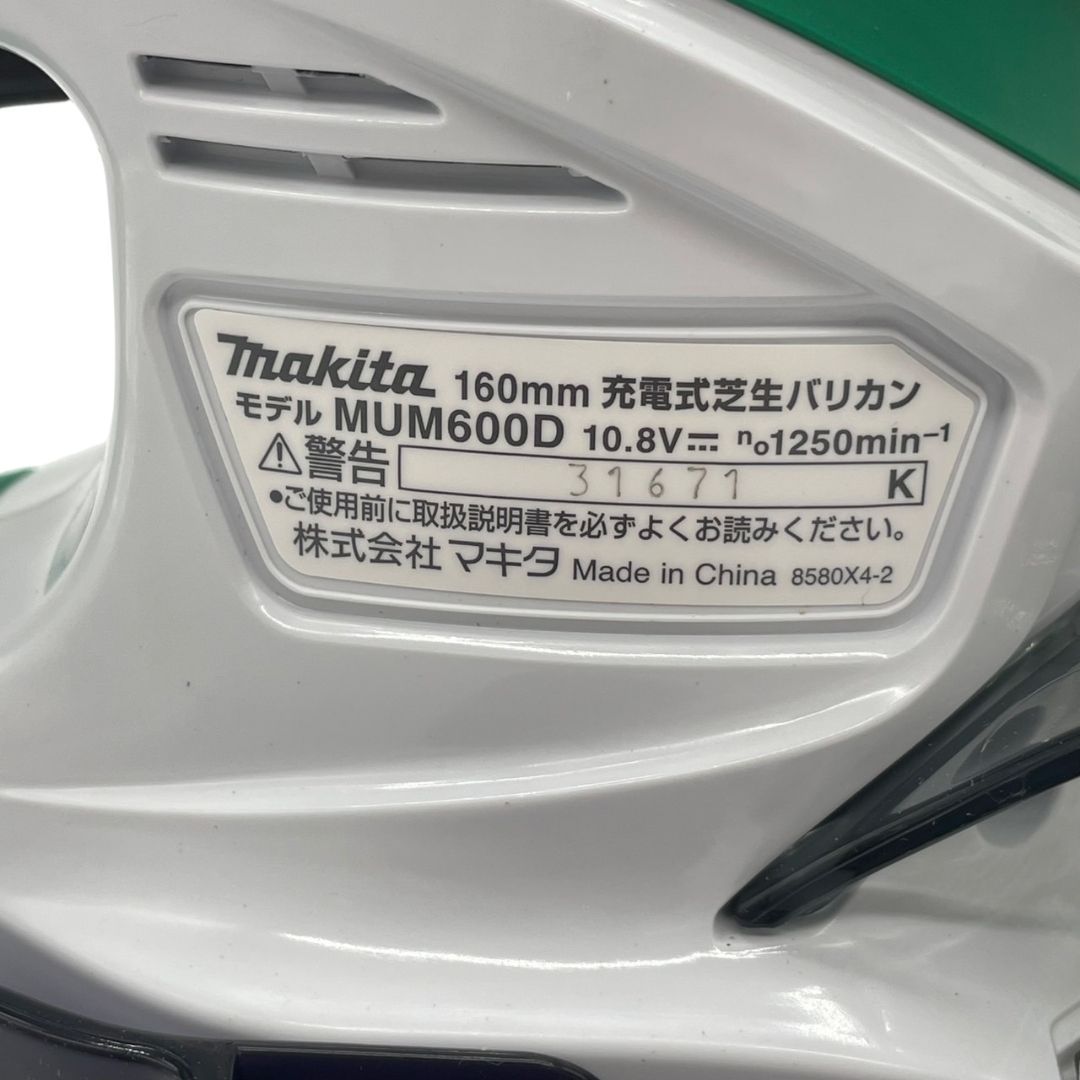 makita 160mm 充電式芝生バリカン
モデル MUM600D 10.8V⎓ no1250min-1
⚠警告 31671 K
●ご使用前に取扱説明書を必ずよくお読みください。
株式会社 マキタ Made in China 8580X4-2